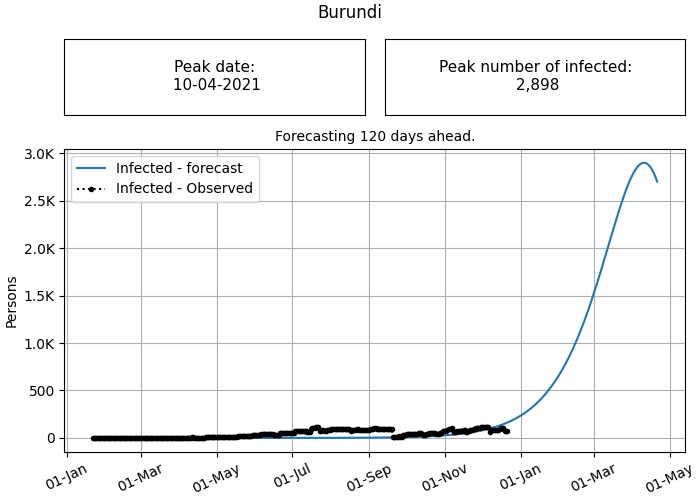 Burundi
Peak date:
10-04-2021
Peak number of infected:
2,898
Forecasting 120 days ahead.
Infected - forecast
Infected - Observed
3.0K
2.5K
2.0K
1.5K
1.0K
500
0
Persons
01-Jan
01-Mar
01-May
01-Jul
01-Sep
01-Nov
01-Jan
01-Mar
01-May